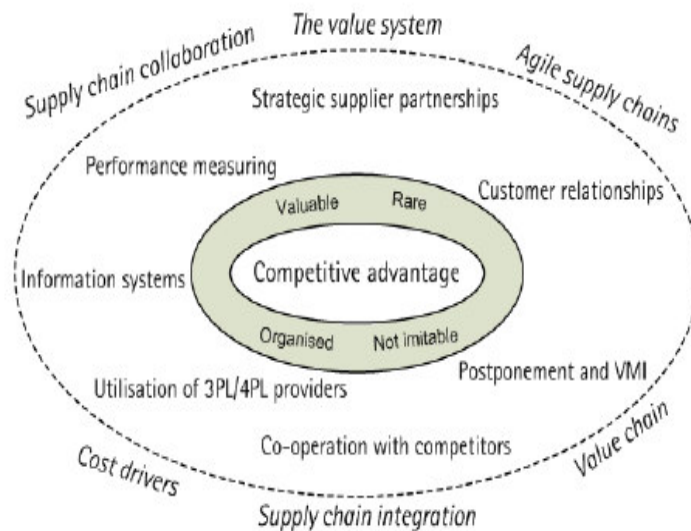 The value system
Supply chain collaboration
Agile supply chains
Strategic supplier partnerships
Performance measuring
Customer relationships
Valuable
Rare
Information systems
Competitive advantage
Organised
Not imitable
Postponement and VMI
Utilisation of 3PL/4PL providers
Co-operation with competitors
Cost drivers
Value chain
Supply chain integration